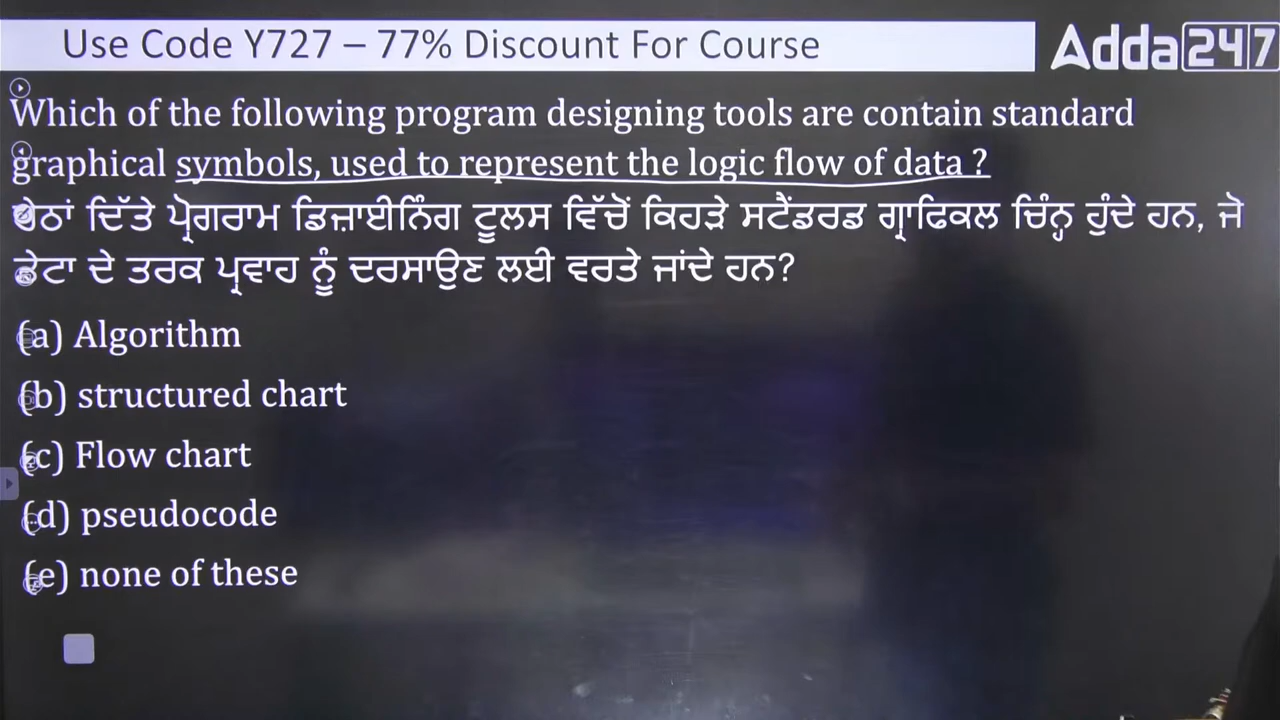 Use Code Y727 – 77% Discount For Course
Adda247
Which of the following program designing tools are contain standard
graphical symbols, used to represent the logic flow of data ?
ਹੇਠਾਂ ਦਿੱਤੇ ਪ੍ਰੋਗਰਾਮ ਡਿਜ਼ਾਈਨਿੰਗ ਟੂਲਸ ਵਿੱਚੋਂ ਕਿਹੜੇ ਸਟੈਂਡਰਡ ਗ੍ਰਾਫਿਕਲ ਚਿੰਨ੍ਹ ਹੁੰਦੇ ਹਨ, ਜੋ
ਡੇਟਾ ਦੇ ਤਰਕ ਪ੍ਰਵਾਹ ਨੂੰ ਦਰਸਾਉਣ ਲਈ ਵਰਤੇ ਜਾਂਦੇ ਹਨ?
(a) Algorithm
(b) structured chart
(c) Flow chart
(d) pseudocode
(e) none of these